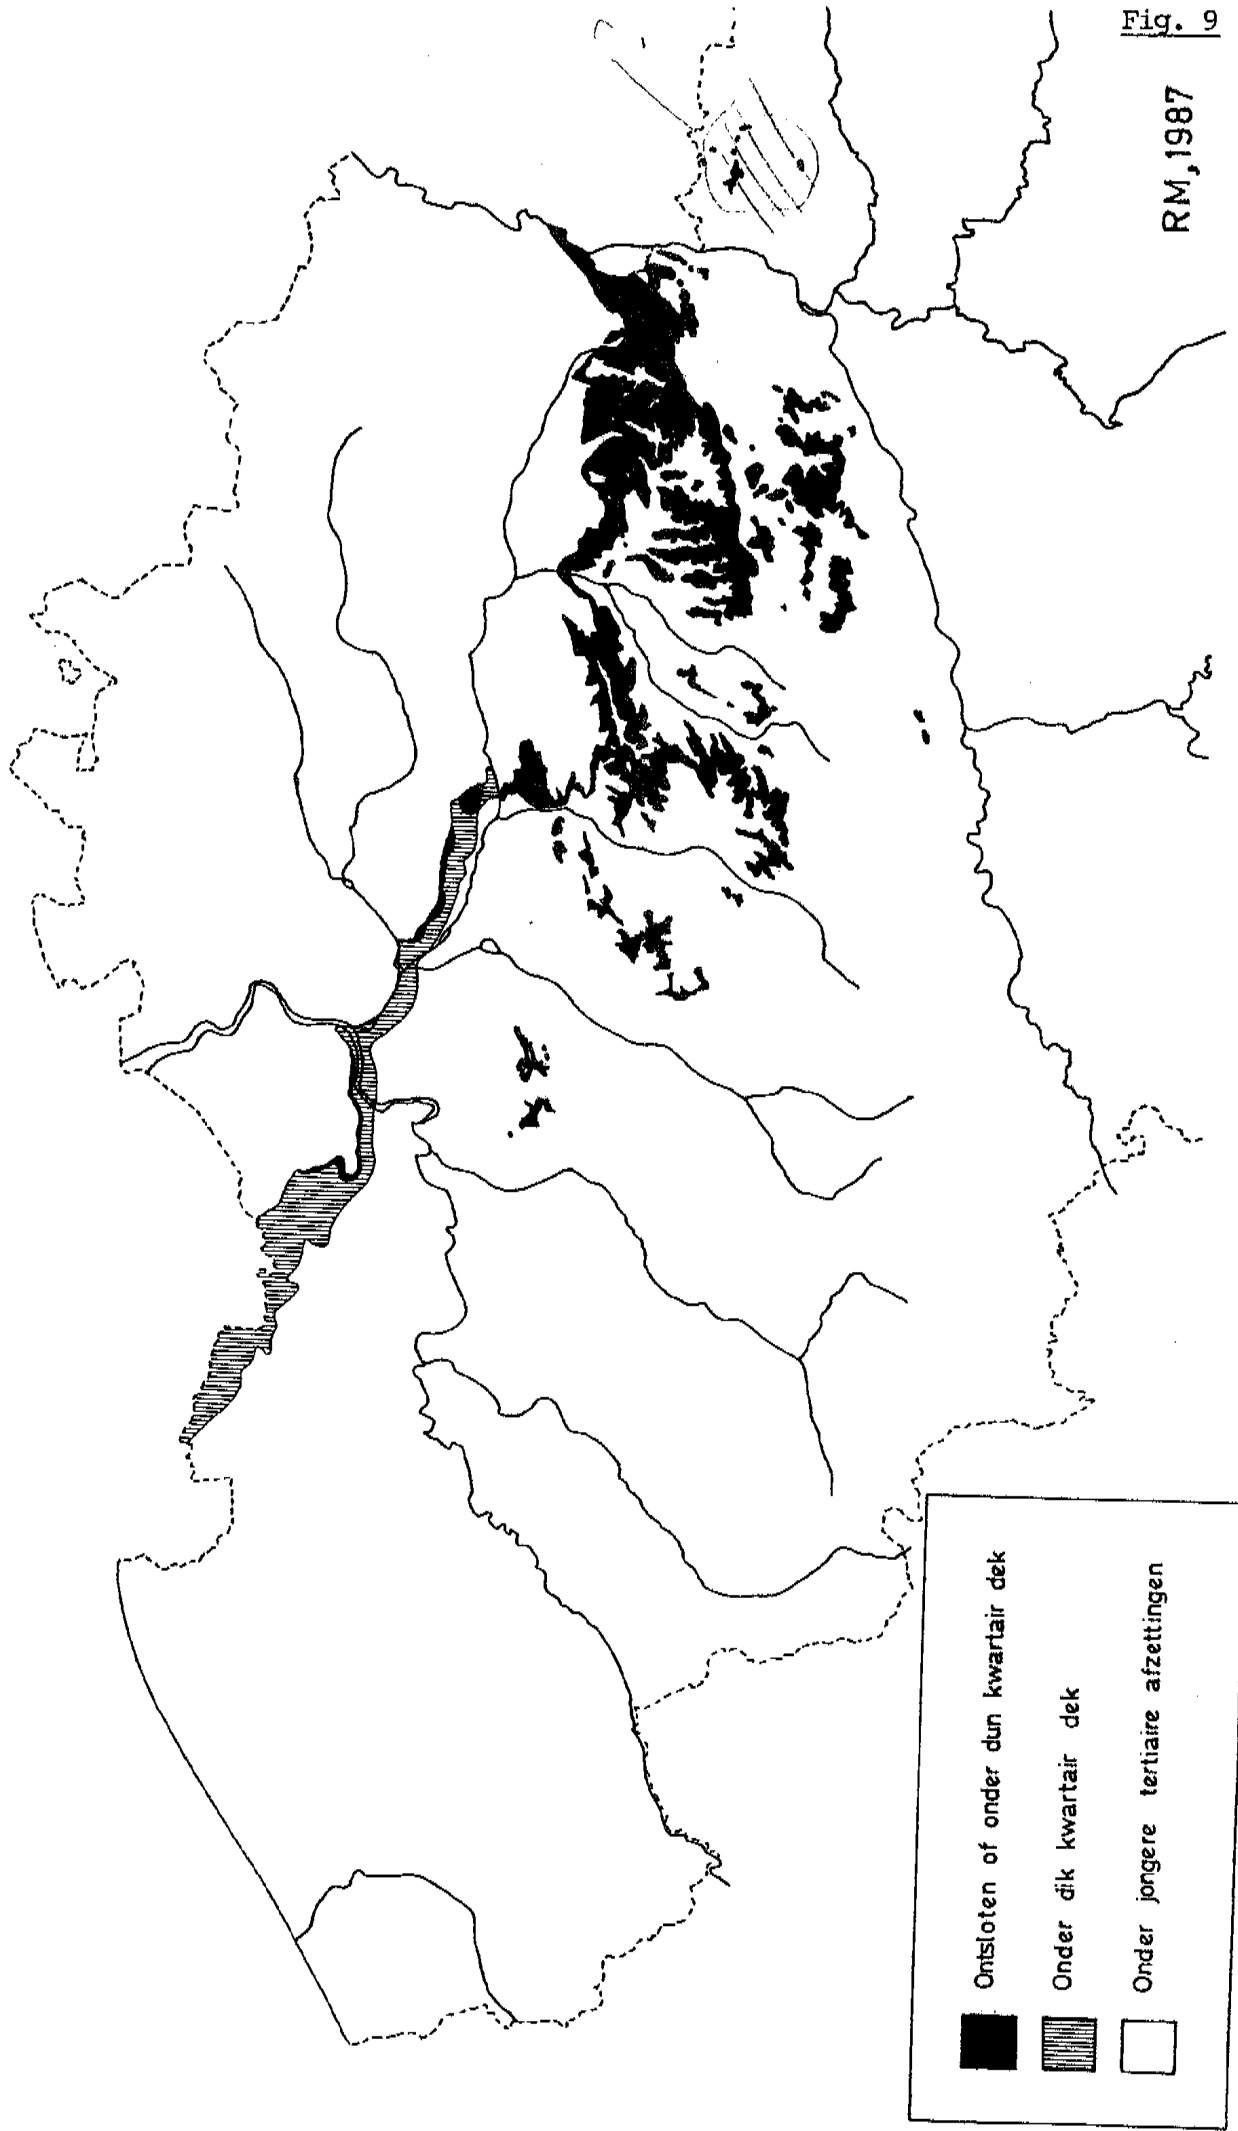 Fig. 9
RM, 1987
Ontsloten of onder dun kwartair dek
Onder dik kwartair dek
Onder jongere tertiaire afzettingen